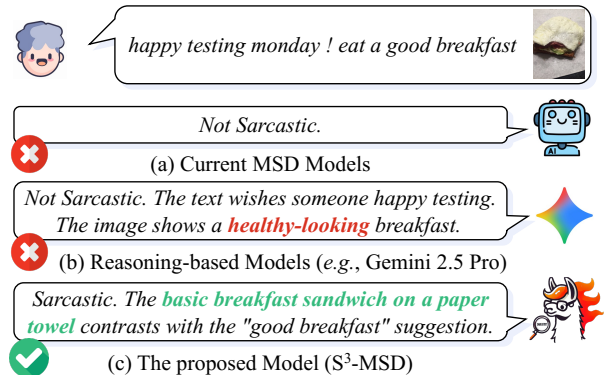 happy testing monday ! eat a good breakfast
Not Sarcastic.
AI
(a) Current MSD Models
Not Sarcastic. The text wishes someone happy testing.
The image shows a healthy-looking breakfast.
(b) Reasoning-based Models (e.g., Gemini 2.5 Pro)
Sarcastic. The basic breakfast sandwich on a paper
towel contrasts with the "good breakfast" suggestion.
(c) The proposed Model (S³-MSD)